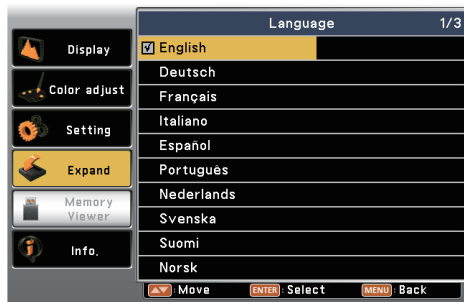 Language 1/3
Display
Color adjust
Setting
Expand
Memory
Viewer
Info.
English
Deutsch
Français
Italiano
Español
Português
Nederlands
Svenska
Suomi
Norsk
:Move ENTER:Select MENU:Back